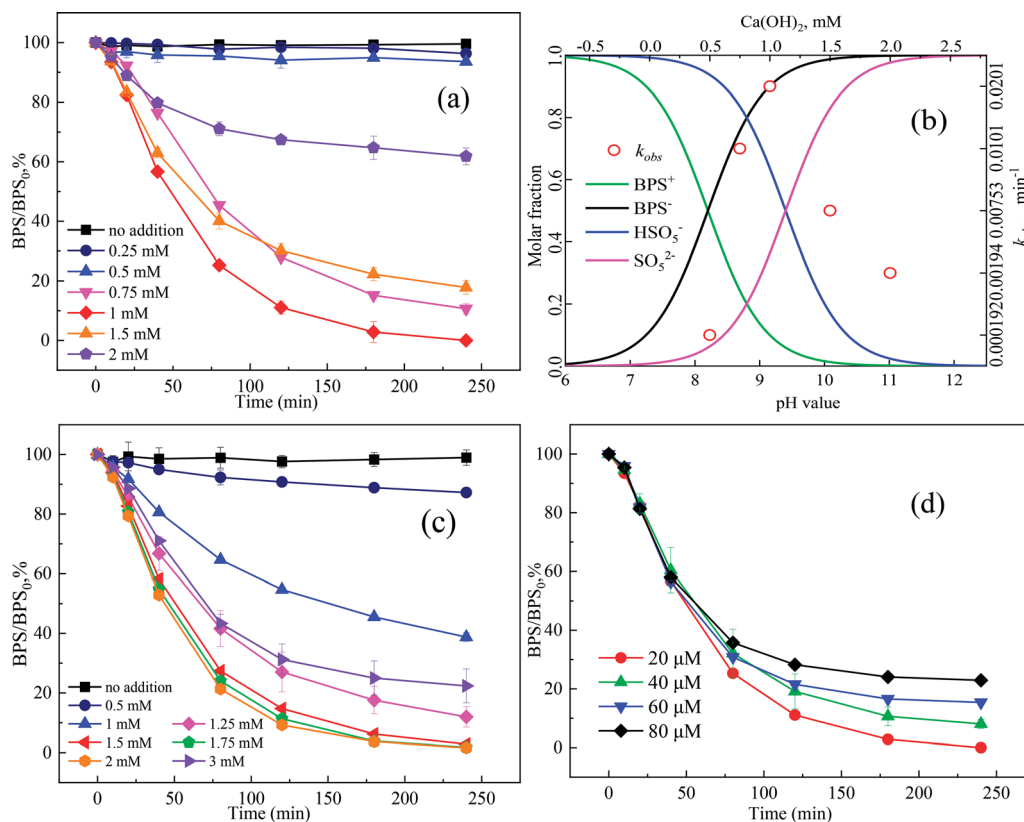 (a)
100
80
60
40
20
0
BPS/BPS₀,%
no addition
0.25 mM
0.5 mM
0.75 mM
1 mM
1.5 mM
2 mM
0 50 100 150 200 250
Time (min)
Ca(OH)₂, mM
-0.5 0.0 0.5 1.0 1.5 2.0 2.5
(b)
1.0
0.8
0.6
0.4
0.2
0.0
Molar fraction
k_obs
BPS⁺
BPS⁻
HSO₅⁻
SO₅²⁻
0.0201
0.0101
0.00753
0.00194
0.000192
min⁻¹
6 7 8 9 10 11 12
pH value
(c)
100
80
60
40
20
0
BPS/BPS₀,%
no addition
0.5 mM
1 mM 1.25 mM
1.5 mM 1.75 mM
2 mM 3 mM
0 50 100 150 200 250
Time (min)
(d)
100
80
60
40
20
0
BPS/BPS₀,%
20 μM
40 μM
60 μM
80 μM
0 50 100 150 200 250
Time (min)